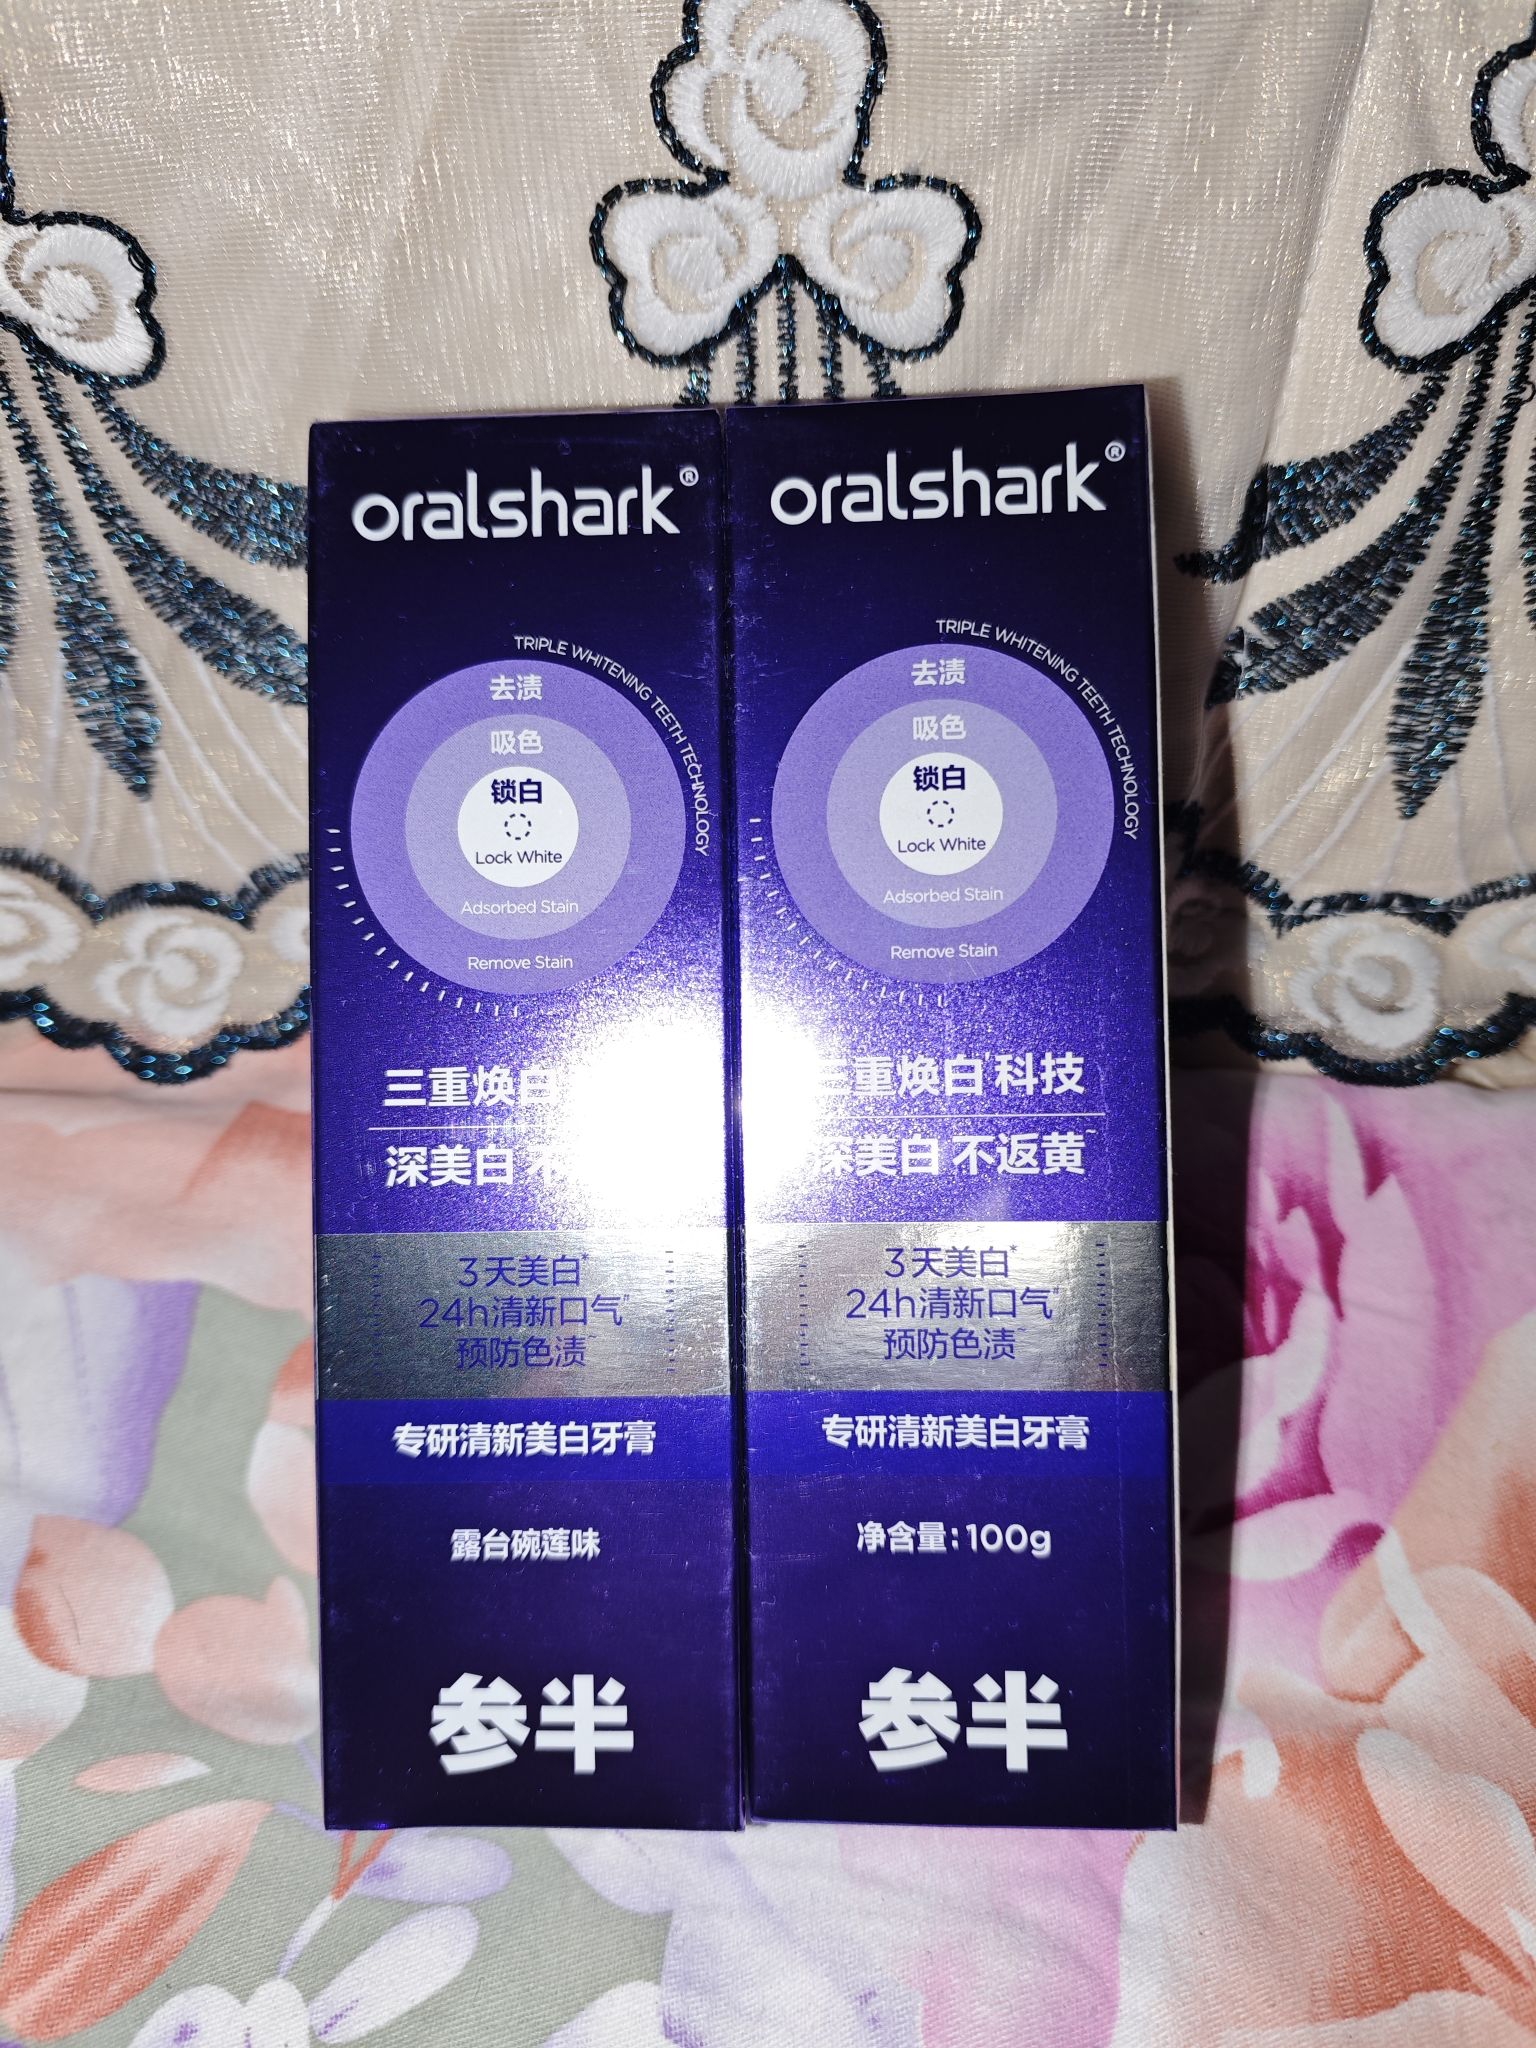 oralshark®
TRIPLE WHITENING TEETH TECHNOLOGY
去渍
吸色
锁白
Lock White
Adsorbed Stain
Remove Stain
三重焕白
深美白 不
3天美白*
24h清新口气"
预防色渍~
专研清新美白牙膏
露台碗莲味
参半
oralshark®
TRIPLE WHITENING TEETH TECHNOLOGY
去渍
吸色
锁白
Lock White
Adsorbed Stain
Remove Stain
三重焕白'科技
深美白 不返黄~
3天美白*
24h清新口气"
预防色渍~
专研清新美白牙膏
净含量:100g
参半